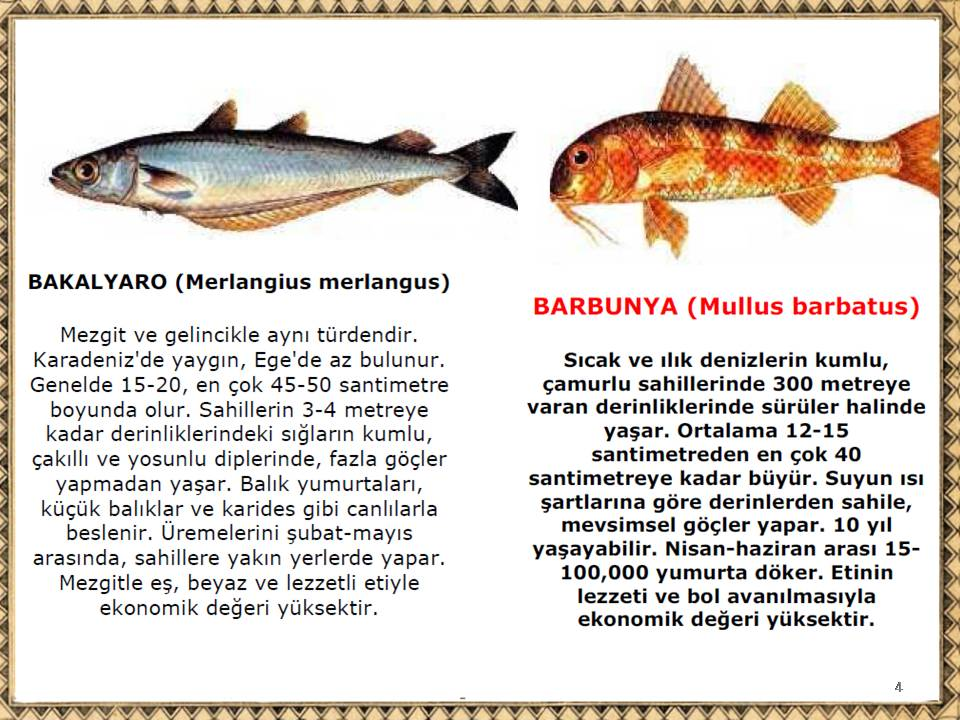 BAKALYARO (Merlangius merlangus)
Mezgit ve gelincikle aynı türdendir.
Karadeniz'de yaygın, Ege'de az bulunur.
Genelde 15-20, en çok 45-50 santimetre
boyunda olur. Sahillerin 3-4 metreye
kadar derinliklerindeki sığların kumlu,
çakıllı ve yosunlu diplerinde, fazla göçler
yapmadan yaşar. Balık yumurtaları,
küçük balıklar ve karides gibi canlılarla
beslenir. Üremelerini şubat-mayıs
arasında, sahillere yakın yerlerde yapar.
Mezgitle eş, beyaz ve lezzetli etiyle
ekonomik değeri yüksektir.
BARBUNYA (Mullus barbatus)
Sıcak ve ılık denizlerin kumlu,
çamurlu sahillerinde 300 metreye
varan derinliklerinde sürüler halinde
yaşar. Ortalama 12-15
santimetreden en çok 40
santimetreye kadar büyür. Suyun ısı
şartlarına göre derinlerden sahile,
mevsimsel göçler yapar. 10 yıl
yaşayabilir. Nisan-haziran arası 15-
100,000 yumurta döker. Etinin
lezzeti ve bol avanılmasıyla
ekonomik değeri yüksektir.
4